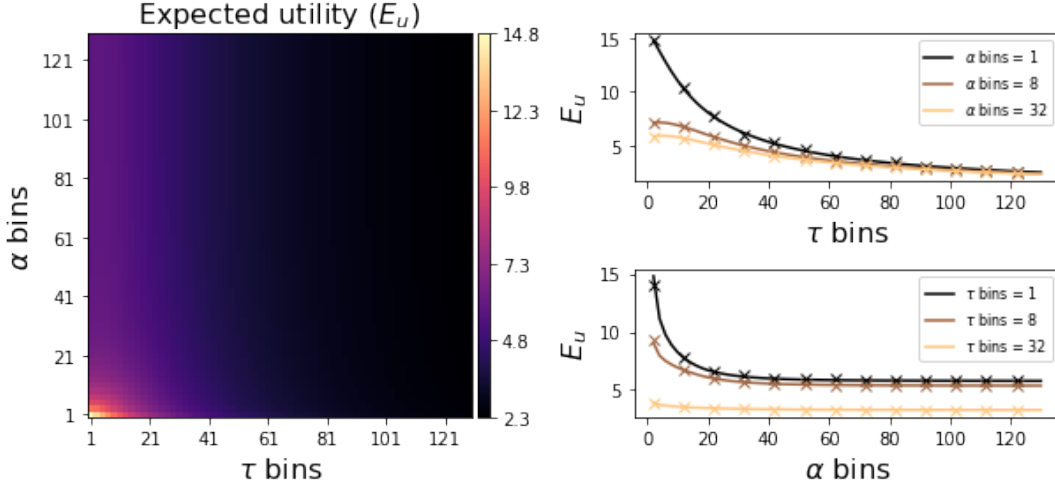 Expected utility (E_u)
α bins
121
101
81
61
41
21
1
1 21 41 61 81 101 121
τ bins
14.8
12.3
9.8
7.3
4.8
2.3
E_u
15
10
5
α bins = 1
α bins = 8
α bins = 32
0 20 40 60 80 100 120
τ bins
E_u
15
10
5
τ bins = 1
τ bins = 8
τ bins = 32
0 20 40 60 80 100 120
α bins